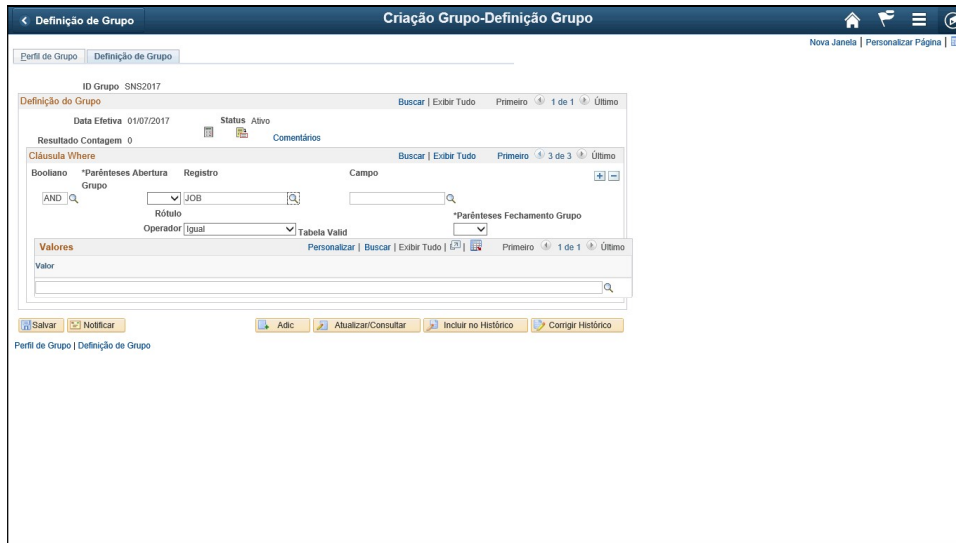 Definição de Grupo
Criação Grupo-Definição Grupo
Nova Janela | Personalizar Página |
Perfil de Grupo
Definição de Grupo
ID Grupo SNS2017
Definição do Grupo Buscar | Exibir Tudo Primeiro 1 de 1 Último
Data Efetiva 01/07/2017 Status Ativo
Resultado Contagem 0 Comentários
Cláusula Where Buscar | Exibir Tudo Primeiro 3 de 3 Último
Booliano *Parênteses Abertura Grupo Registro Campo
AND JOB
Rótulo *Parênteses Fechamento Grupo
Operador Igual Tabela Valid
Valores Personalizar | Buscar | Exibir Tudo | | Primeiro 1 de 1 Último
Valor
Salvar Notificar Adic Atualizar/Consultar Incluir no Histórico Corrigir Histórico
Perfil de Grupo | Definição de Grupo